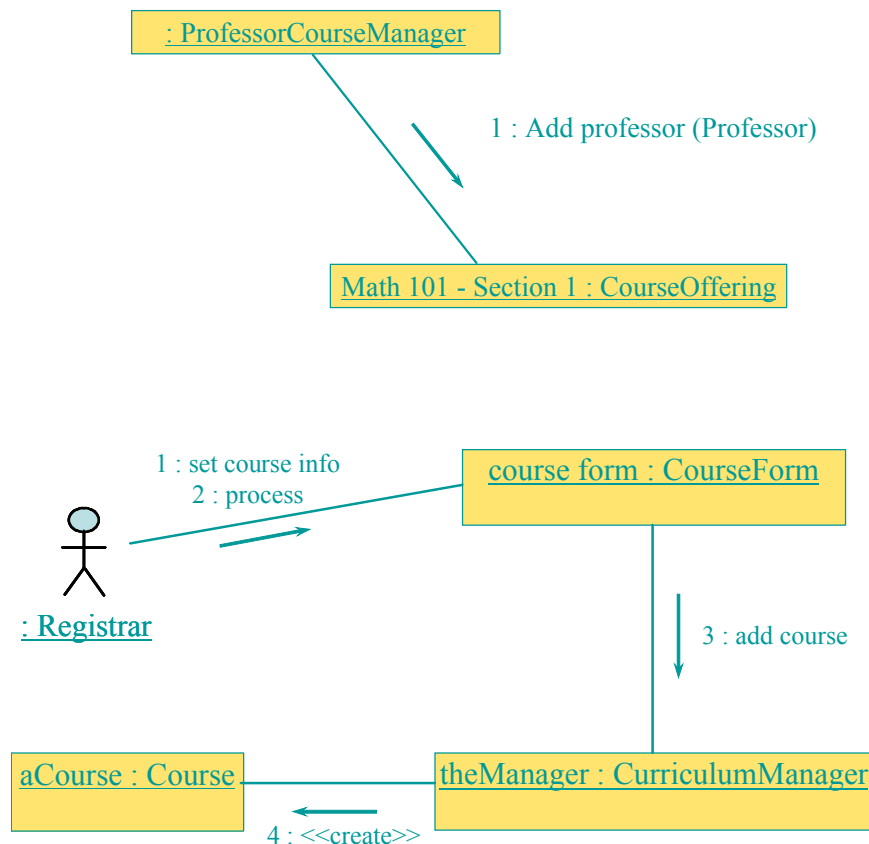 : ProfessorCourseManager
1 : Add professor (Professor)
Math 101 - Section 1 : CourseOffering
1 : set course info
2 : process
course form : CourseForm
: Registrar
3 : add course
aCourse : Course
theManager : CurriculumManager
4 : <<create>>